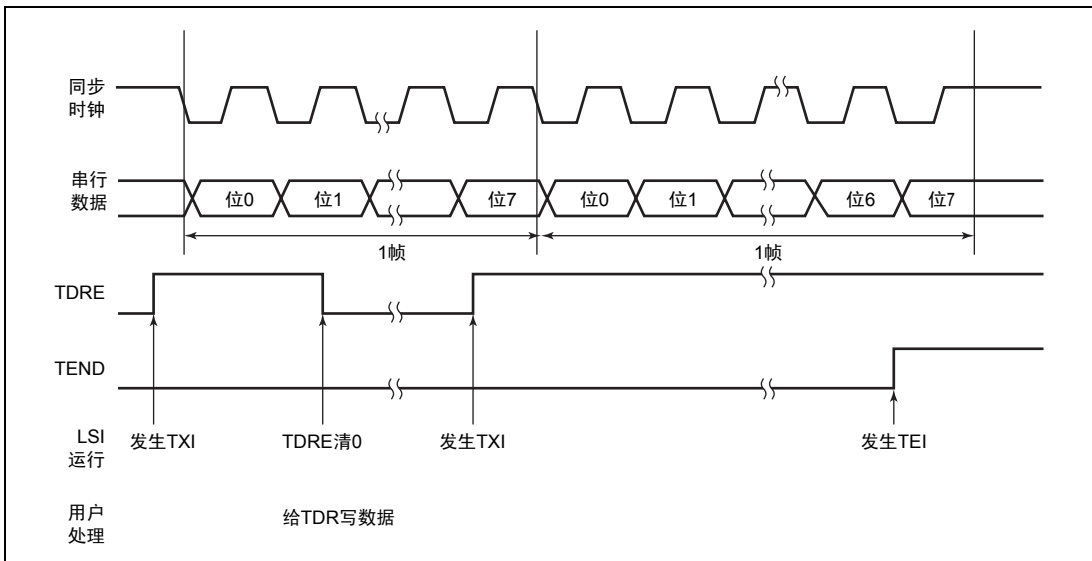 同步
时钟
串行
数据
位0 位1 位7 位0 位1 位6 位7
1帧 1帧
TDRE
TEND
LSI
运行
发生TXI TDRE清0 发生TXI 发生TEI
用户
处理
给TDR写数据